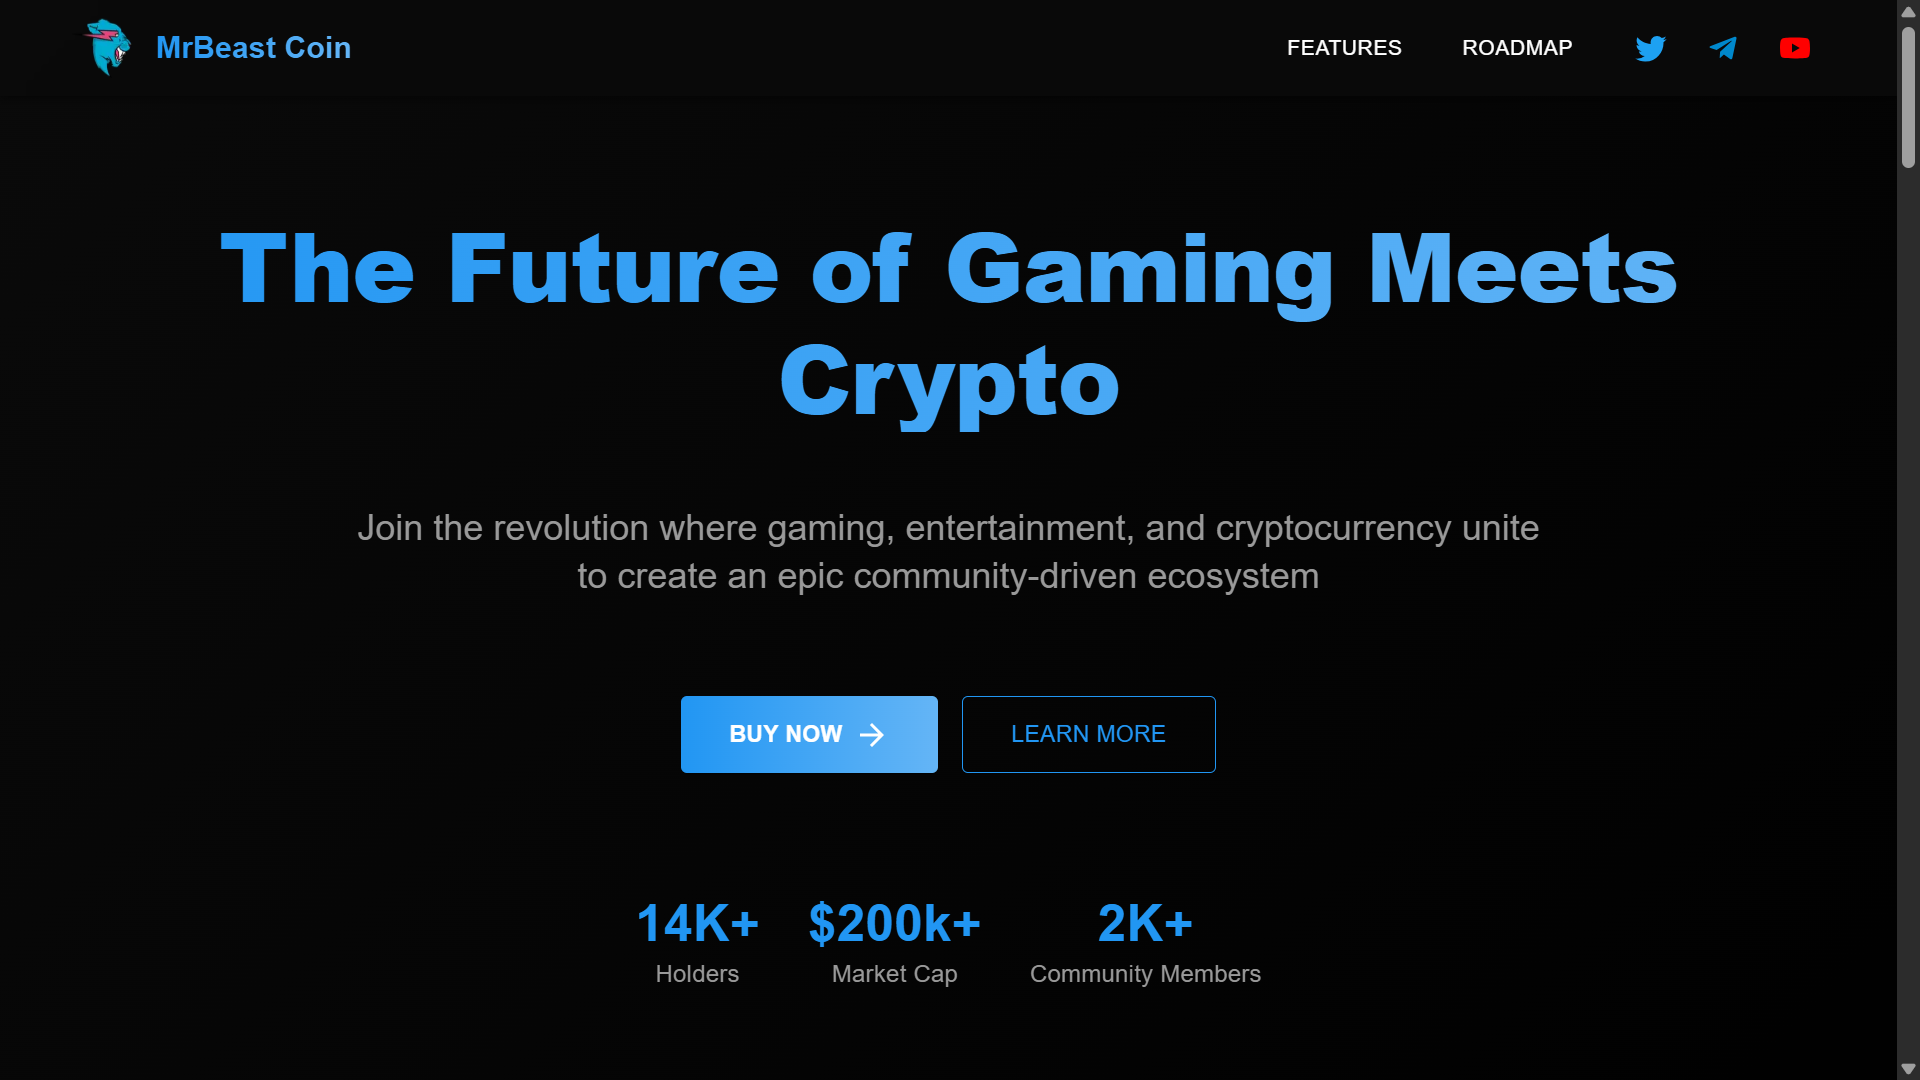 MrBeast Coin
FEATURES
ROADMAP
The Future of Gaming Meets
Crypto
Join the revolution where gaming, entertainment, and cryptocurrency unite
to create an epic community-driven ecosystem
BUY NOW
LEARN MORE
14K+
Holders
$200k+
Market Cap
2K+
Community Members